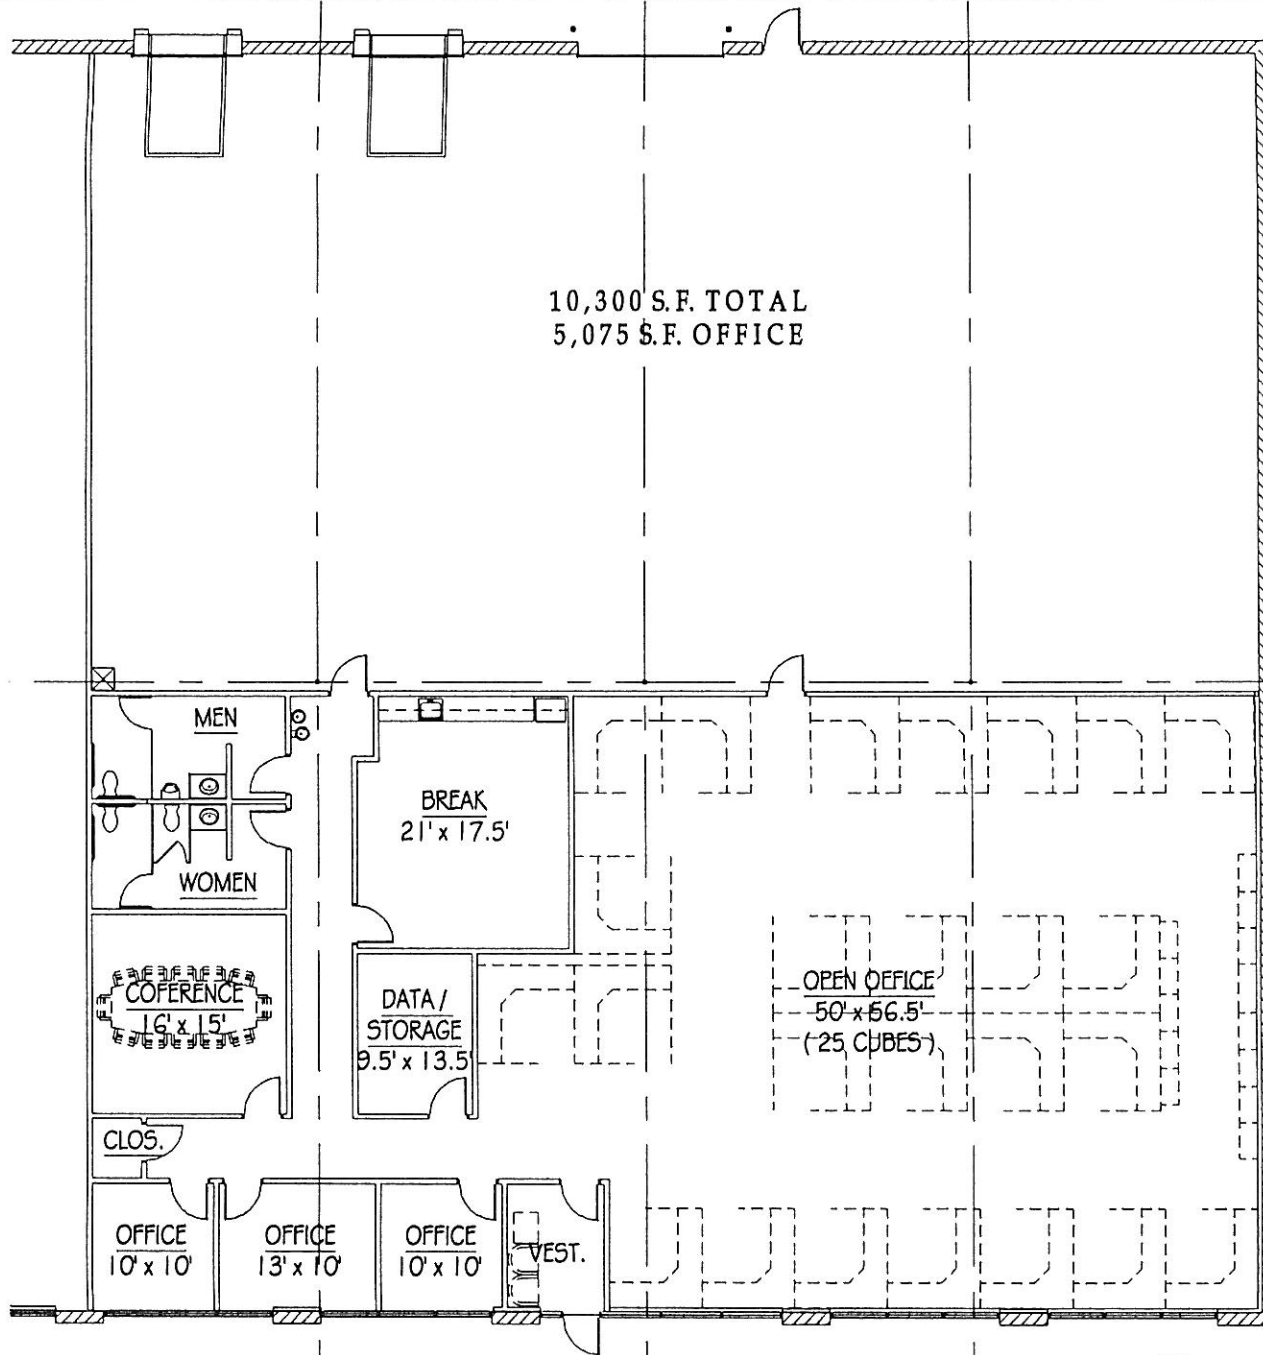 10,300 S.F. TOTAL
5,075 S.F. OFFICE
MEN
BREAK
21' x 17.5'
WOMEN
COFERENCE
16' x 15'
DATA /
STORAGE
9.5' x 13.5'
OPEN OFFICE
50' x 56.5'
( 25 CUBES )
CLOS.
OFFICE
10' x 10'
OFFICE
13' x 10'
OFFICE
10' x 10'
VEST.